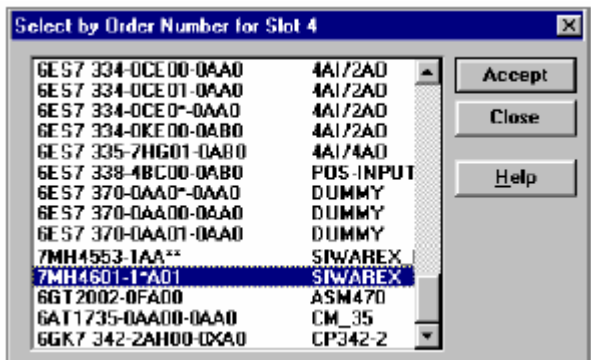 Select by Order Number for Slot 4
6ES7 334-0CE00-0AA0 4AI/2AO
6ES7 334-0CE01-0AA0 4AI/2AO
6ES7 334-0CE0*-0AA0 4AI/2AO
6ES7 334-0KE00-0AB0 4AI/2AO
6ES7 335-7HG01-0AB0 4AI/4AO
6ES7 338-4BC00-0AB0 POS-INPUT
6ES7 370-0AA0*-0AA0 DUMMY
6ES7 370-0AA00-0AA0 DUMMY
6ES7 370-0AA01-0AA0 DUMMY
7MH4553-1AA** SIWAREX
7MH4601-1*A01 SIWAREX
6GT2002-0FA00 ASM470
6AT1735-0AA00-0AA0 CM_35
6GK7 342-2AH00-0XA0 CP342-2
Accept
Close
Help